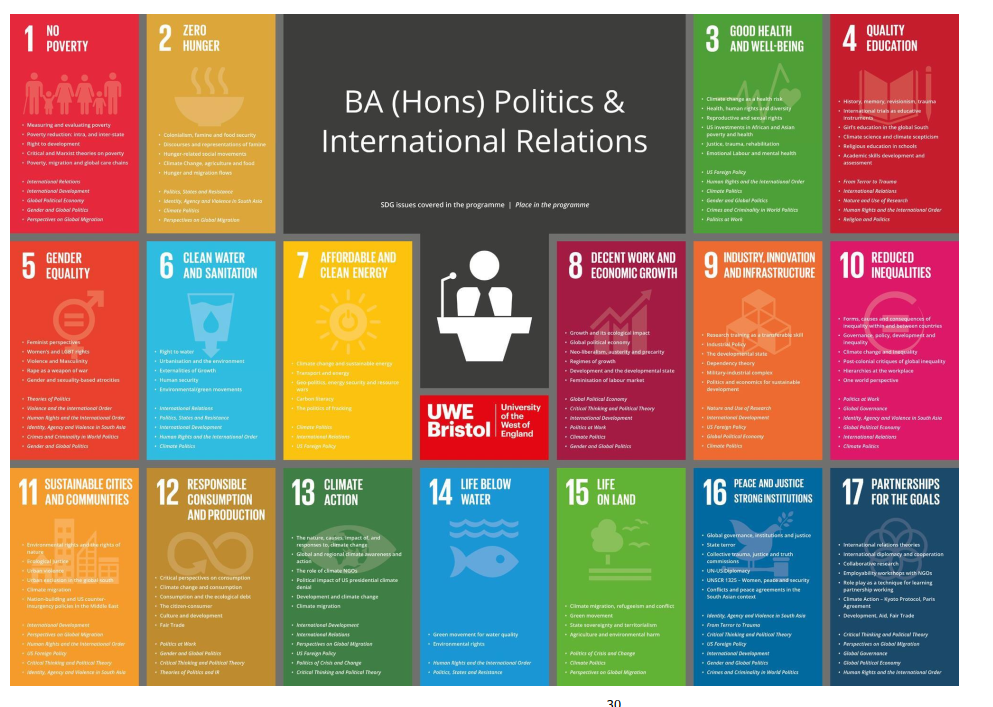 1 NO
POVERTY
• Measuring and evaluating poverty
• Poverty reduction: intra, and inter-state
• Right to development
• Critical and Marxist theories on poverty
• Poverty, migration and global care chains
• International Relations
• International Development
• Global Political Economy
• Gender and Global Politics
• Perspectives on Global Migration
2 ZERO
HUNGER
• Colonialism, famine and food security
• Discourses and representations of famine
• Hunger-related social movements
• Climate Change, agriculture and food
• Hunger and migration flows
• Politics, States and Resistance
• Identity, Agency and Violence in South Asia
• Climate Politics
• Perspectives on Global Migration
BA (Hons) Politics &
International Relations
SDG issues covered in the programme | Place in the programme
3 GOOD HEALTH
AND WELL-BEING
• Climate change as a health risk
• Health, human rights and diversity
• Reproductive and sexual rights
• US investments in African and Asian
poverty and health
• Justice, trauma, rehabilitation
• Emotional Labour and mental health
• US Foreign Policy
• Human Rights and the International Order
• Climate Politics
• Gender and Global Politics
• Crimes and Criminality in World Politics
• Politics at Work
4 QUALITY
EDUCATION
• History, memory, revisionism, trauma
• International trials as educative
instruments
• Girl's education in the global South
• Climate science and climate scepticism
• Religious education in schools
• Academic skills development and
assessment
• From Terror to Trauma
• International Relations
• Nature and Use of Research
• Human Rights and the International Order
• Religion and Politics
5 GENDER
EQUALITY
• Feminist perspectives
• Women's and LGBT rights
• Violence and Masculinity
• Rape as a weapon of war
• Gender and sexuality-based atrocities
• Theories of Politics
• Violence and the International Order
• Human Rights and the International Order
• Identity, Agency and Violence in South Asia
• Crimes and Criminality in World Politics
• Gender and Global Politics
6 CLEAN WATER
AND SANITATION
• Right to water
• Urbanisation and the environment
• Externalities of Growth
• Human security
• Environmental/green movements
• International Relations
• Politics, States and Resistance
• International Development
• Human Rights and the International Order
• Climate Politics
7 AFFORDABLE AND
CLEAN ENERGY
• Climate change and sustainable energy
• Transport and energy
• Geo-politics, energy security and resource
wars
• Carbon literacy
• The politics of fracking
• Climate Politics
• International Relations
• US Foreign Policy
UWE
Bristol
University
of the
West of
England
8 DECENT WORK AND
ECONOMIC GROWTH
• Growth and its ecological impact
• Global political economy
• Neo-liberalism, austerity and precurity
• Regimes of growth
• Development and the developmental state
• Feminisation of labour market
• Global Political Economy
• Critical Thinking and Political Theory
• International Development
• Politics at Work
• Climate Politics
• Gender and Global Politics
9 INDUSTRY, INNOVATION
AND INFRASTRUCTURE
• Research training as a transferable skill
• Industrial Policy
• The developmental state
• Dependency theory
• Military-industrial complex
• Politics and economics for sustainable
development
• Nature and Use of Research
• International Development
• US Foreign Policy
• Global Political Economy
• Climate Politics
10 REDUCED
INEQUALITIES
• Forms, causes and consequences of
inequality within and between countries
• Governance, policy, development and
inequality
• Climate change and inequality
• Post-colonial critiques of global inequality
• Hierarchies at the workplace
• One world perspective
• Politics at Work
• Global Governance
• Identity, Agency and Violence in South Asia
• Global Political Economy
• International Relations
• Climate Politics
11 SUSTAINABLE CITIES
AND COMMUNITIES
• Environmental rights and the rights of
nature
• Ecological justice
• Urban
• Urban extremes in the global south
• Climate migration
• Nation-building and US counter-
insurgency policies in the Middle East
• International Development
• Perspectives on Global Migration
• Human Rights and the International Order
• US Foreign Policy
• Critical Thinking and Political Theory
• Identity, Agency and Violence in South Asia
12 RESPONSIBLE
CONSUMPTION
AND PRODUCTION
• Critical perspectives on consumption
• Climate change and consumption
• Consumption and the ecological debt
• The citizen-consumer
• Culture and development
• Fair Trade
• Politics at Work
• Gender and Global Politics
• Critical Thinking and Political Theory
• Theories of Politics and IR
13 CLIMATE
ACTION
• The nature, causes, impact of, and
responses to, climate change
• Global and regional climate awareness and
action
• The role of climate NGOs
• Political impact of US presidential climate
denial
• Development and climate change
• Climate migration
• International Development
• International Relations
• Perspectives on Global Migration
• US Foreign Policy
• Politics of Crisis and Change
• Critical Thinking and Political Theory
14 LIFE BELOW
WATER
• Green movement for water quality
• Environmental rights
• Human Rights and the International Order
• Politics, States and Resistance
15 LIFE
ON LAND
• Climate migration, refugeeism and conflict
• Green movement
• State sovereignty and territorialism
• Agriculture and environmental harm
• Politics of Crisis and Change
• Climate Politics
• Perspectives on Global Migration
16 PEACE AND JUSTICE
STRONG INSTITUTIONS
• Global governance, institutions and justice
• State terror
• Collective trauma, justice and truth
commissions
• UN-US Diplomacy
• UNSCR 1325 – Women, peace and security
• Conflicts and peace agreements in the
South Asian context
• Identity, Agency and Violence in South Asia
• From Terror to Trauma
• Critical Thinking and Political Theory
• US Foreign Policy
• International Development
• Gender and Global Politics
• Crimes and Criminality in World Politics
17 PARTNERSHIPS
FOR THE GOALS
• International relations theories
• International diplomacy and cooperation
• Collaborative research
• Employability workshops with NGOs
• Role play as a technique for learning
partnership working
• Climate Action – Kyoto Protocol, Paris
Agreement
• Development, Aid, Fair Trade
• Critical Thinking and Political Theory
• Perspectives on Global Migration
• Global Governance
• Global Political Economy
• Human Rights and the International Order
30